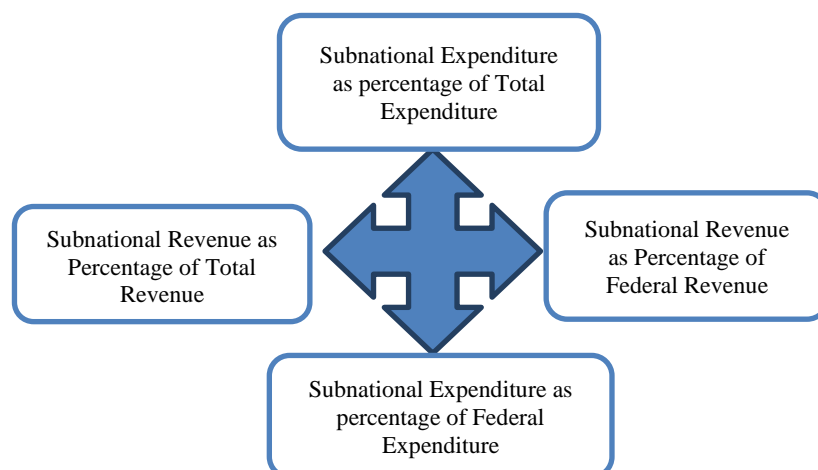 Subnational Expenditure
as percentage of Total
Expenditure
Subnational Revenue as
Percentage of Total
Revenue
Subnational Revenue
as Percentage of
Federal Revenue
Subnational Expenditure as
percentage of Federal
Expenditure